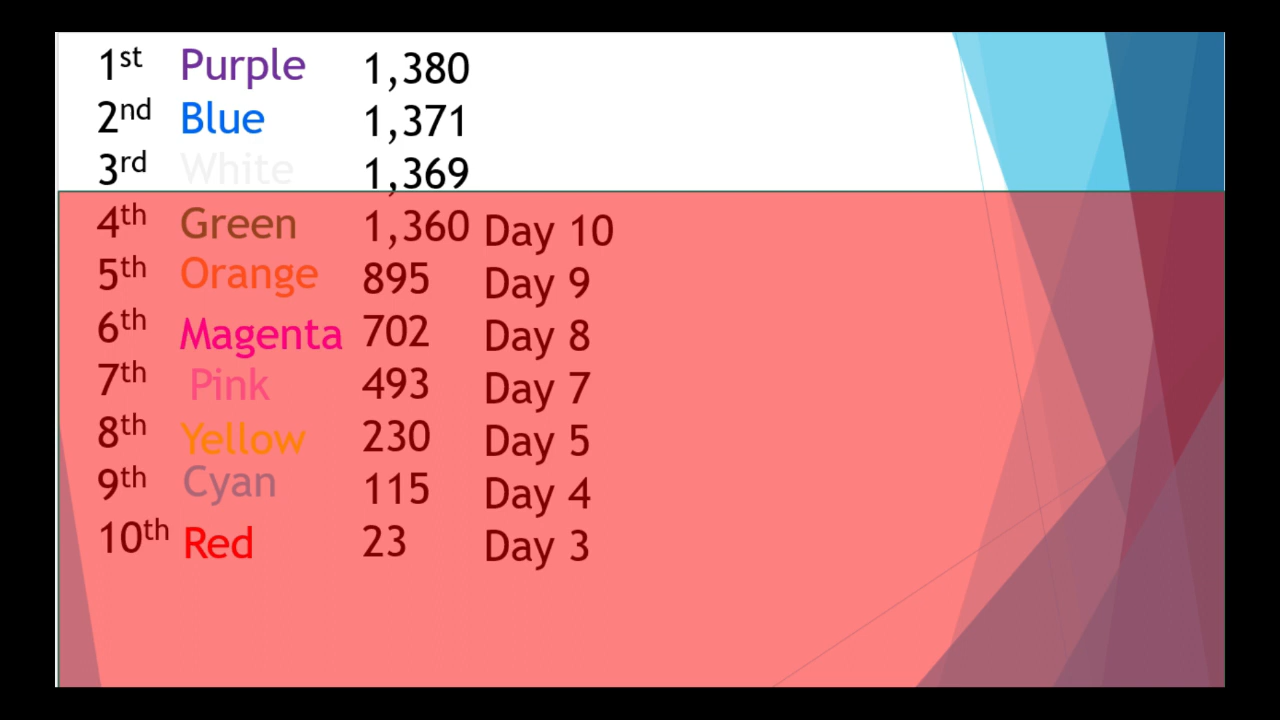 1st Purple 1,380
2nd Blue 1,371
3rd White 1,369
4th Green 1,360 Day 10
5th Orange 895 Day 9
6th Magenta 702 Day 8
7th Pink 493 Day 7
8th Yellow 230 Day 5
9th Cyan 115 Day 4
10th Red 23 Day 3